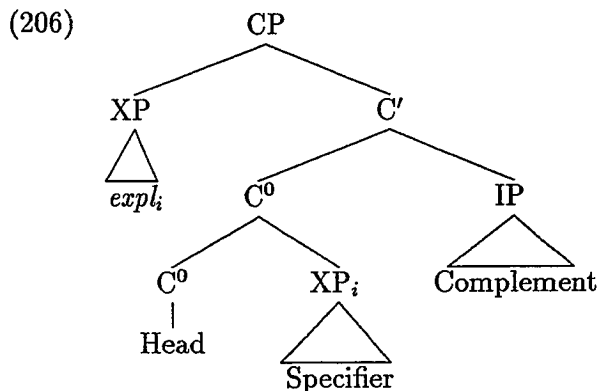 (206) CP
XP C′
expl_i
C⁰ IP
C⁰ XP_i Complement
Head
Specifier